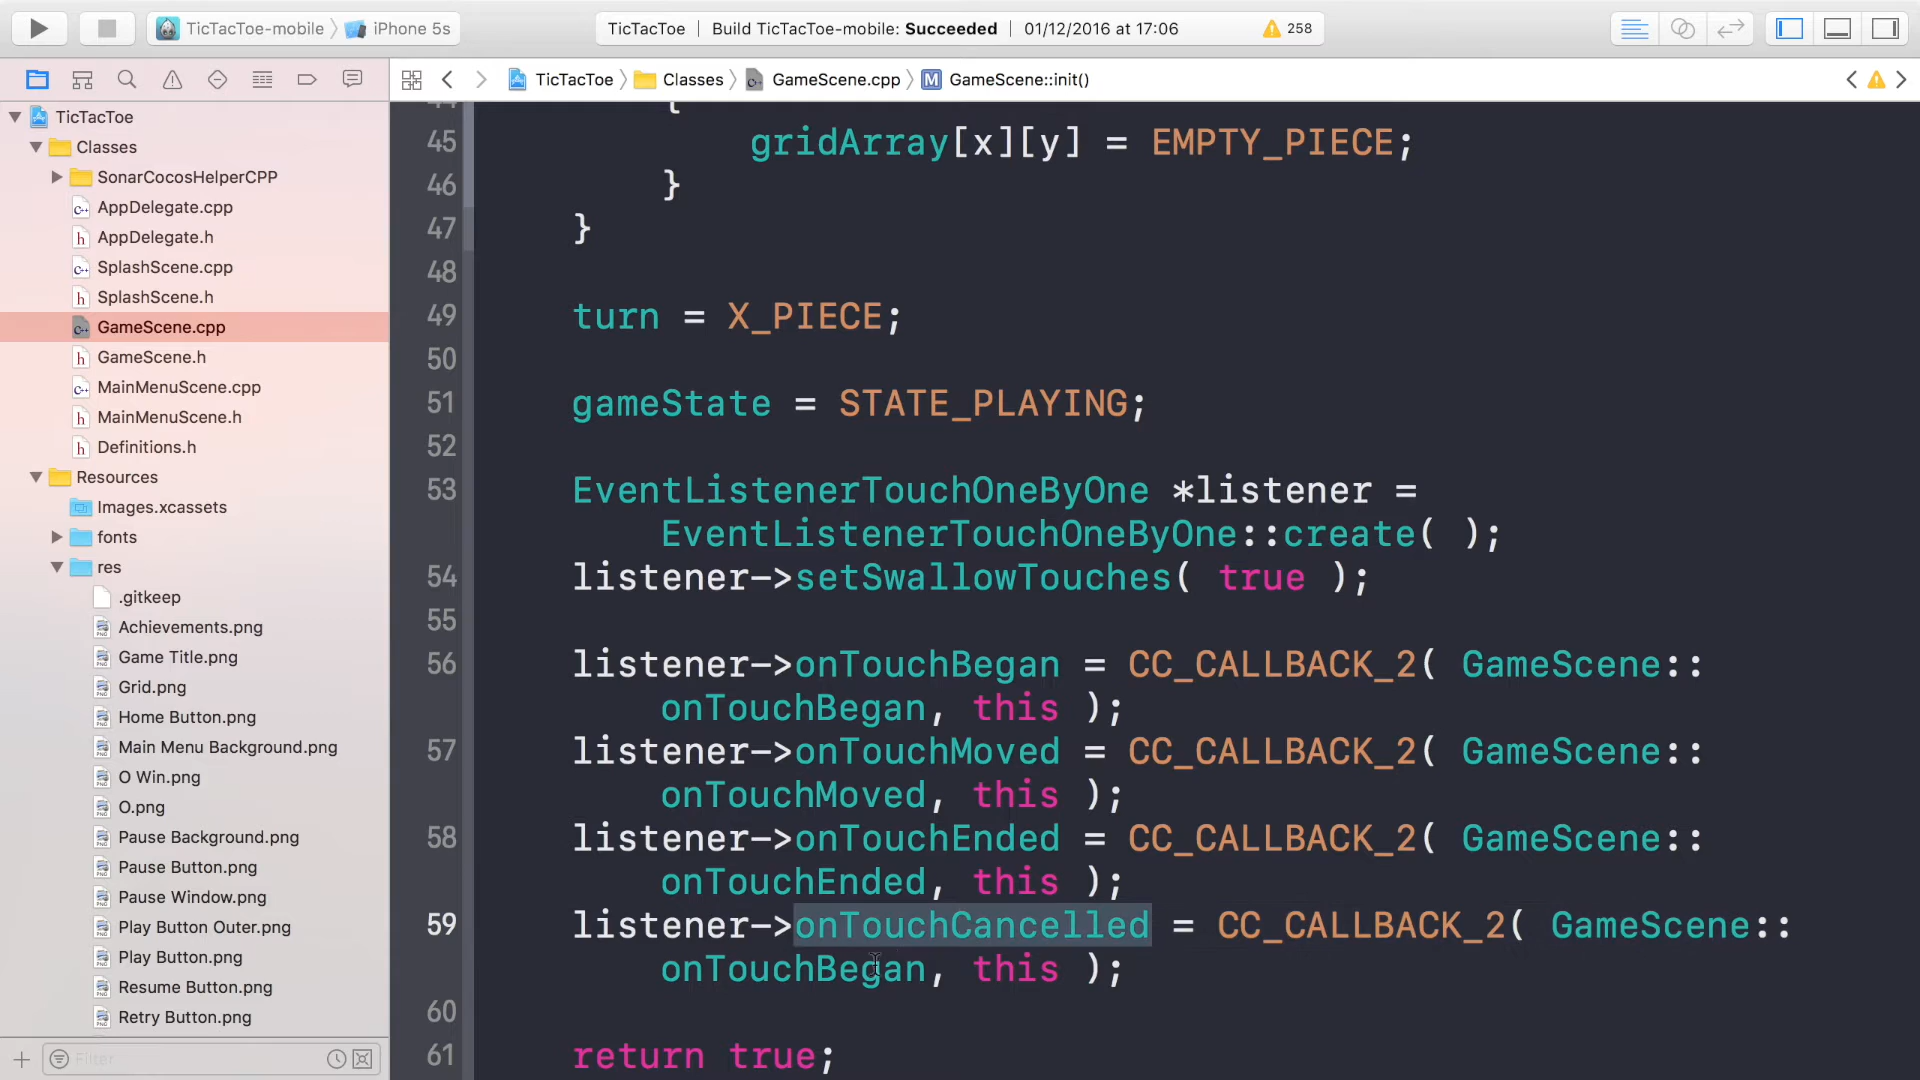 TicTacToe-mobile iPhone 5s
TicTacToe Build TicTacToe-mobile: Succeeded 01/12/2016 at 17:06 258
TicTacToe Classes GameScene.cpp M GameScene::init()
TicTacToe
Classes
SonarCocosHelperCPP
AppDelegate.cpp
AppDelegate.h
SplashScene.cpp
SplashScene.h
GameScene.cpp
GameScene.h
MainMenuScene.cpp
MainMenuScene.h
Definitions.h
Resources
Images.xcassets
fonts
res
.gitkeep
Achievements.png
Game Title.png
Grid.png
Home Button.png
Main Menu Background.png
O Win.png
O.png
Pause Background.png
Pause Button.png
Pause Window.png
Play Button Outer.png
Play Button.png
Resume Button.png
Retry Button.png
Filter
44 {
45 gridArray[x][y] = EMPTY_PIECE;
46 }
47 }
48
49 turn = X_PIECE;
50
51 gameState = STATE_PLAYING;
52
53 EventListenerTouchOneByOne *listener =
EventListenerTouchOneByOne::create( );
54 listener->setSwallowTouches( true );
55
56 listener->onTouchBegan = CC_CALLBACK_2( GameScene::
onTouchBegan, this );
57 listener->onTouchMoved = CC_CALLBACK_2( GameScene::
onTouchMoved, this );
58 listener->onTouchEnded = CC_CALLBACK_2( GameScene::
onTouchEnded, this );
59 listener->onTouchCancelled = CC_CALLBACK_2( GameScene::
onTouchBegan, this );
60
61 return true;